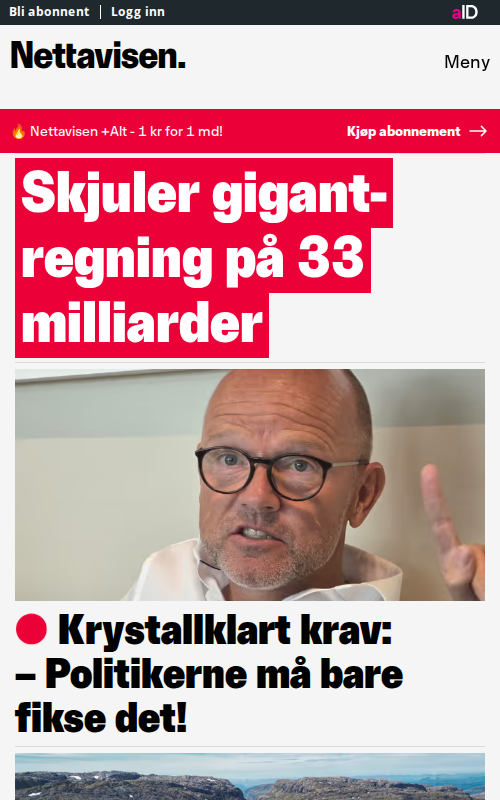 Bli abonnent | Logg inn
aID
Nettavisen.
Meny
🔥 Nettavisen +Alt - 1 kr for 1 md!
Kjøp abonnement →
Skjuler gigant-
regning på 33
milliarder
Krystallklart krav:
– Politikerne må bare
fikse det!